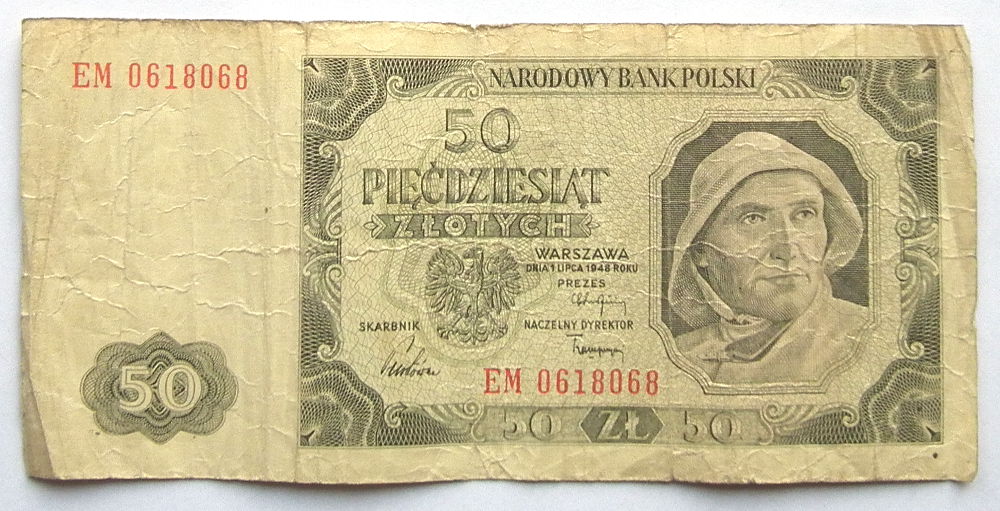 EM 0618068
NARODOWY BANK POLSKI
50
PIĘĆDZIESIĄT
ZŁOTYCH
WARSZAWA
DNIA 1 LIPCA 1948 ROKU
PREZES
SKARBNIK
NACZELNY DYREKTOR
EM 0618068
50
50 ZŁ 50